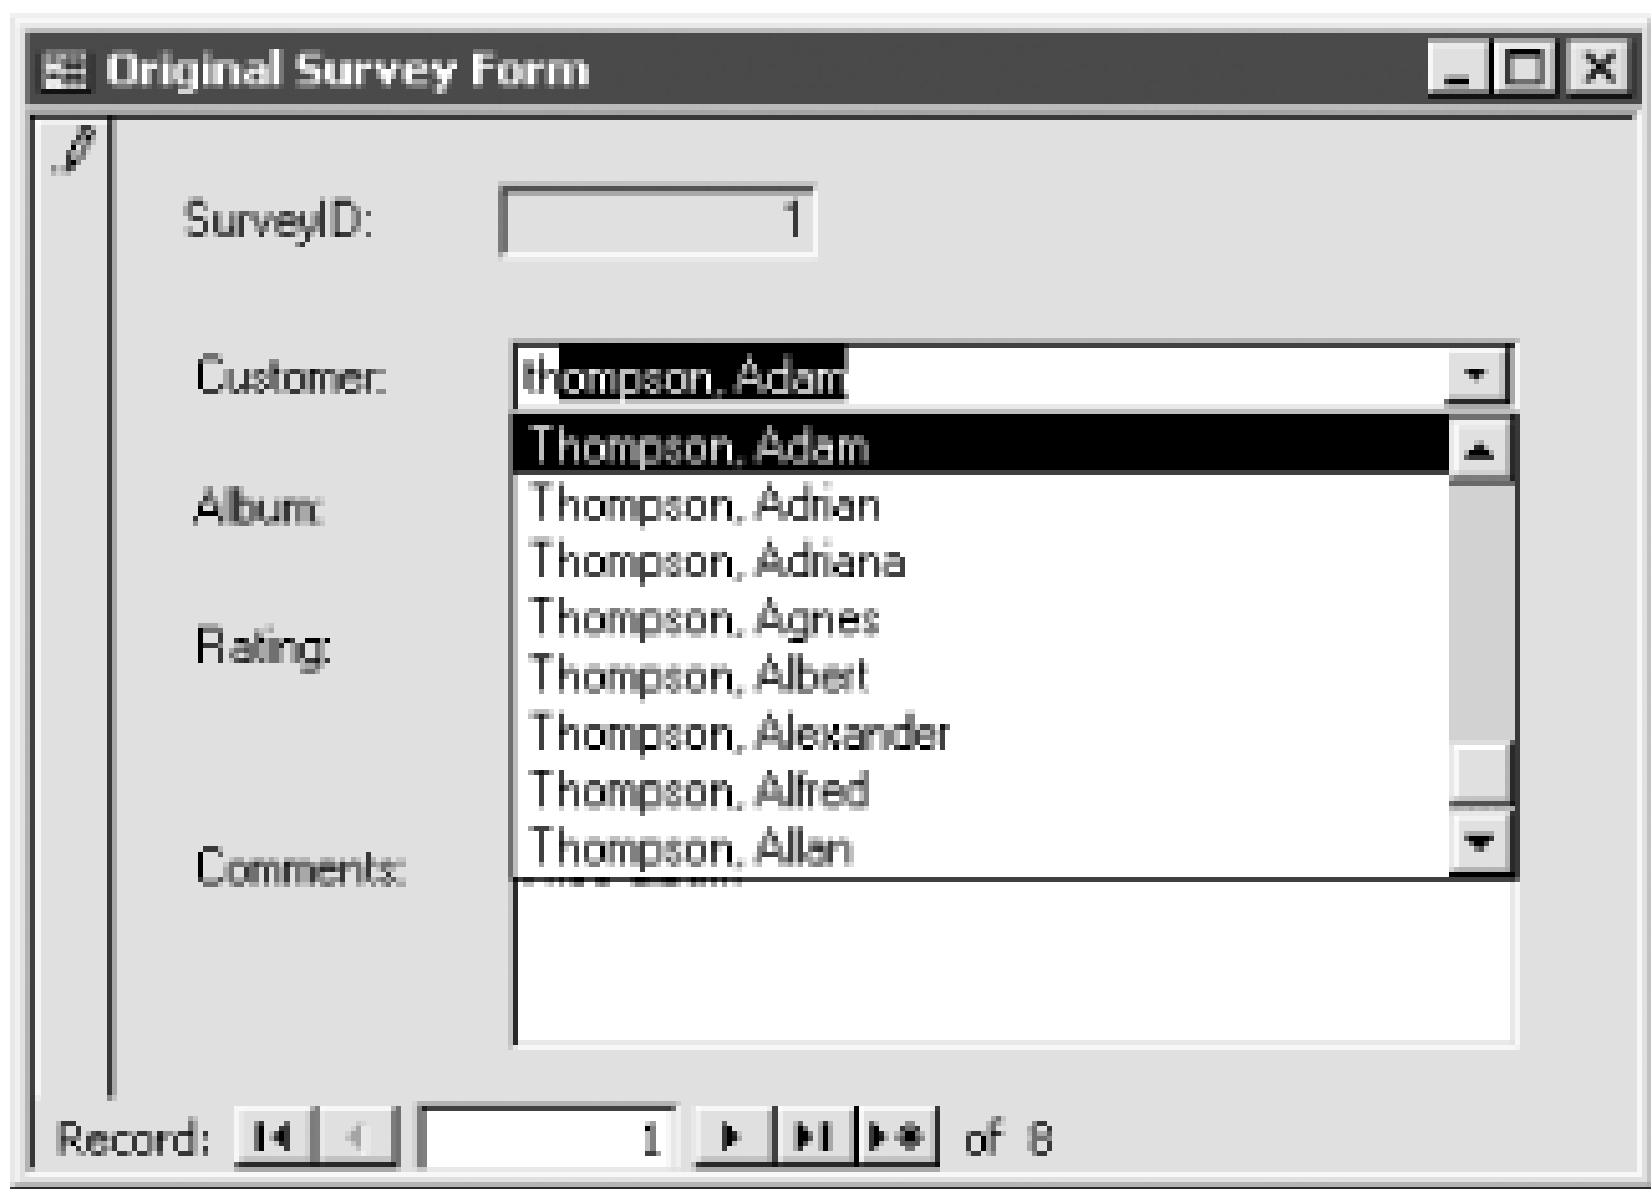 Original Survey Form
SurveyID: 1
Customer: thompson, Adam
Thompson, Adam
Album:
Thompson, Adrian
Thompson, Adriana
Thompson, Agnes
Rating:
Thompson, Albert
Thompson, Alexander
Thompson, Alfred
Thompson, Allan
Comments:
Record: 1 of 8